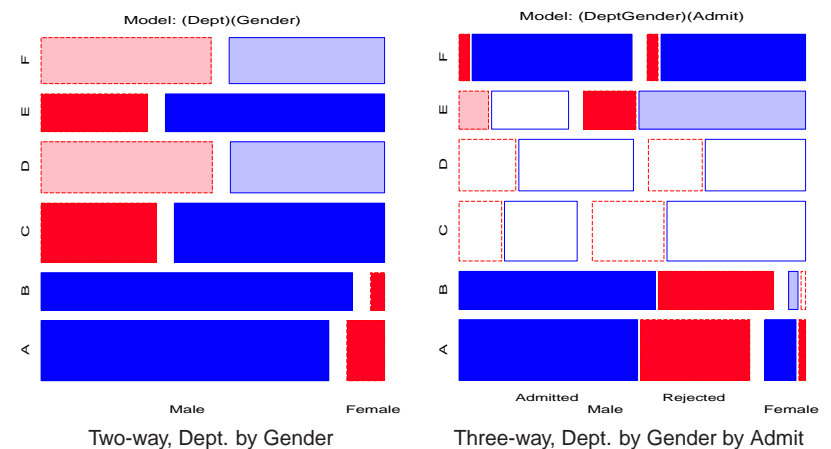 Model: (Dept)(Gender)
F
E
D
C
B
A
Male Female
Two-way, Dept. by Gender
Model: (DeptGender)(Admit)
F
E
D
C
B
A
Admitted Rejected
Male Female
Three-way, Dept. by Gender by Admit